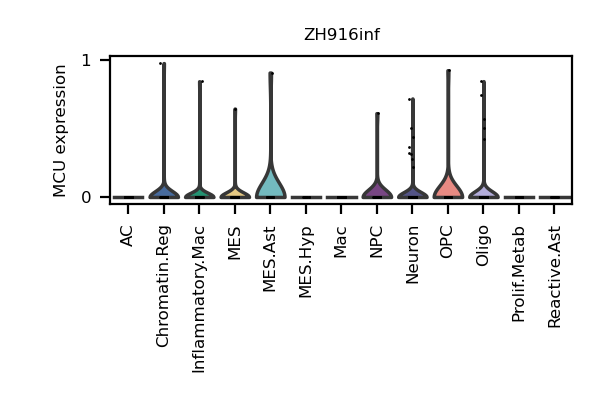 ZH916inf
MCU expression
1
0
AC
Chromatin.Reg
Inflammatory.Mac
MES
MES.Ast
MES.Hyp
Mac
NPC
Neuron
OPC
Oligo
Prolif.Metab
Reactive.Ast